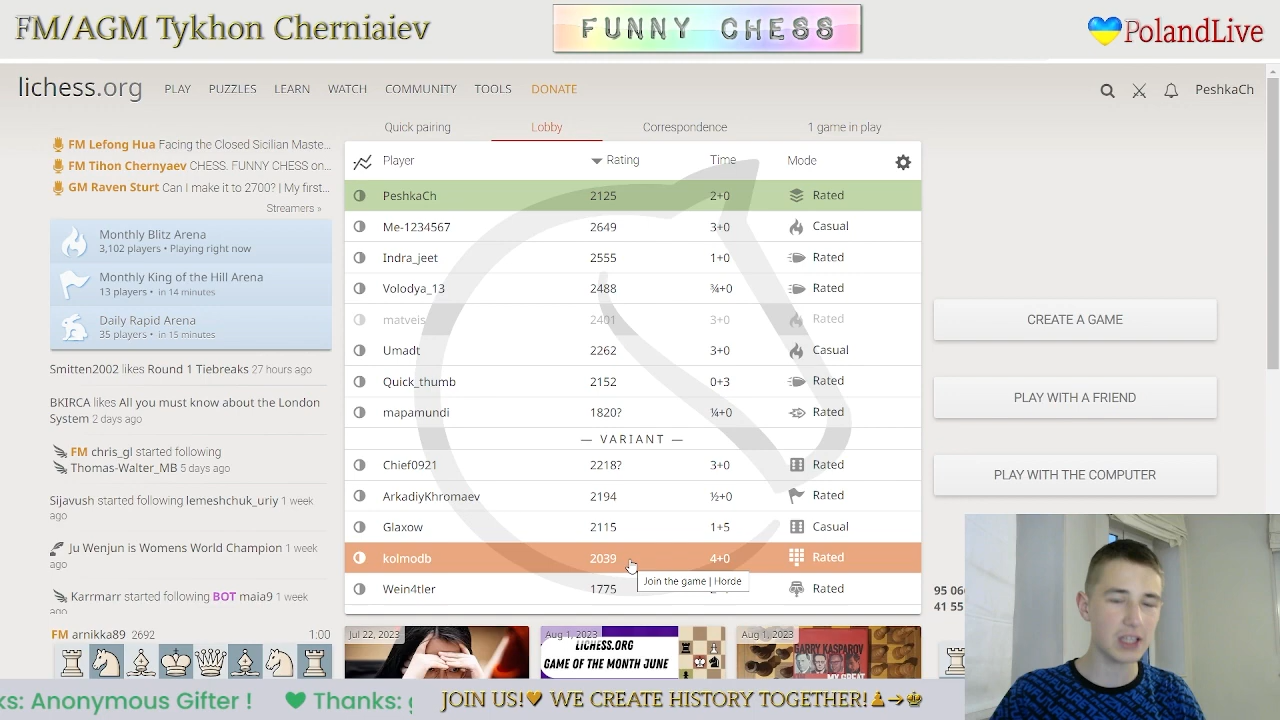 FM/AGM Tykhon Cherniaiev
FUNNY CHESS
PolandLive
lichess.org
PLAY PUZZLES LEARN WATCH COMMUNITY TOOLS DONATE
PeshkaCh
Quick pairing Lobby Correspondence 1 game in play
FM Lefong Hua Facing the Closed Sicilian Maste...
FM Tihon Chernyaev CHESS. FUNNY CHESS on...
GM Raven Sturt Can I make it to 2700? | My first...
Streamers »
Monthly Blitz Arena
3,102 players • Playing right now
Monthly King of the Hill Arena
13 players • in 14 minutes
Daily Rapid Arena
35 players • in 15 minutes
Smitten2002 likes Round 1 Tiebreaks 27 hours ago
BKIRCA likes All you must know about the London
System 2 days ago
FM chris_gl started following
Thomas-Walter_MB 5 days ago
Sijavush started following lemeshchuk_uriy 1 week
ago
Ju Wenjun is Womens World Champion 1 week
ago
Karmarr started following BOT maia9 1 week
ago
FM arnikka89 2692 1:00
Player Rating Time Mode
PeshkaCh 2125 2+0 Rated
Me-1234567 2649 3+0 Casual
Indra_jeet 2555 1+0 Rated
Volodya_13 2488 ¾+0 Rated
matveis 2401 3+0 Rated
Umadt 2262 3+0 Casual
Quick_thumb 2152 0+3 Rated
mapamundi 1820? ¼+0 Rated
— VARIANT —
Chief0921 2218? 3+0 Rated
ArkadiyKhromaev 2194 ½+0 Rated
Glaxow 2115 1+5 Casual
kolmodb 2039 4+0 Rated
Join the game | Horde
Wein4tler 1775 Rated
CREATE A GAME
PLAY WITH A FRIEND
PLAY WITH THE COMPUTER
95 06
41 55
Jul 22, 2023
Aug 1, 2023
LICHESS.ORG
GAME OF THE MONTH JUNE
Aug 1, 2023
GARRY KASPAROV
MY GREAT
ks: Anonymous Gifter ! Thanks:
JOIN US!🧡 WE CREATE HISTORY TOGETHER!♟→♚